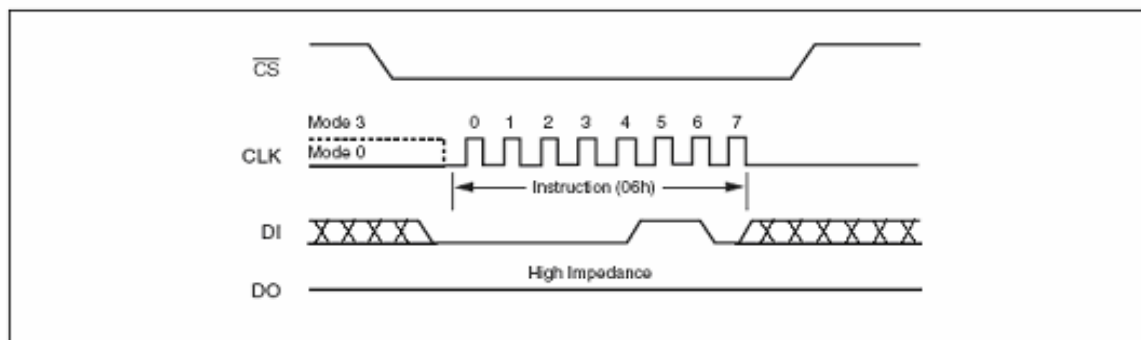 CS
Mode 3
0 1 2 3 4 5 6 7
CLK
Mode 0
Instruction (06h)
DI
High Impedance
DO